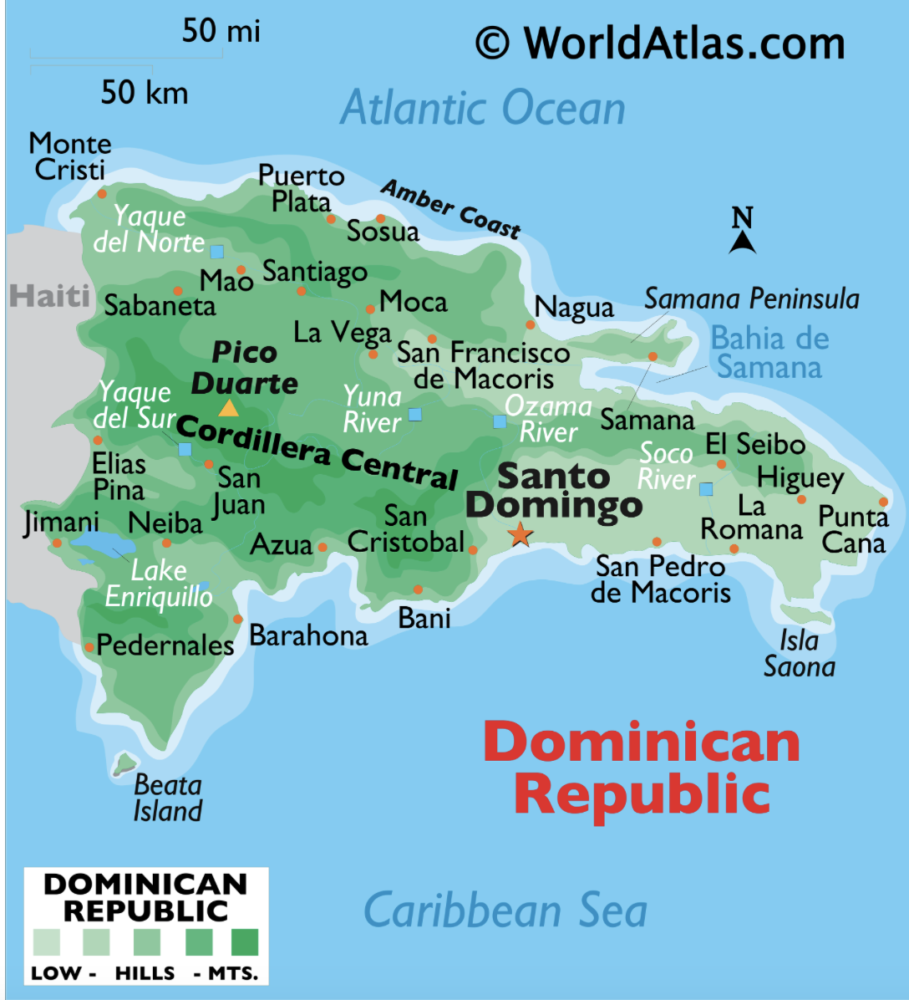 50 mi
© WorldAtlas.com
50 km
Atlantic Ocean
Monte
Cristi
Puerto
Plata
Amber Coast
Sosua
Yaque
del Norte
N
Haiti
Mao
Santiago
Sabaneta
Moca
Nagua
Samana Peninsula
La Vega
Bahia de
Samana
Pico
Duarte
San Francisco
de Macoris
Yaque
del Sur
Yuna
River
Ozama
River
Samana
Cordillera Central
Soco
River
El Seibo
Elias
Pina
San
Juan
Santo
Domingo
Higuey
La
Romana
Punta
Cana
Jimani
Neiba
San
Cristobal
Azua
Lake
Enriquillo
San Pedro
de Macoris
Bani
Barahona
Pedernales
Isla
Saona
Dominican
Republic
Beata
Island
DOMINICAN
REPUBLIC
LOW - HILLS - MTS.
Caribbean Sea